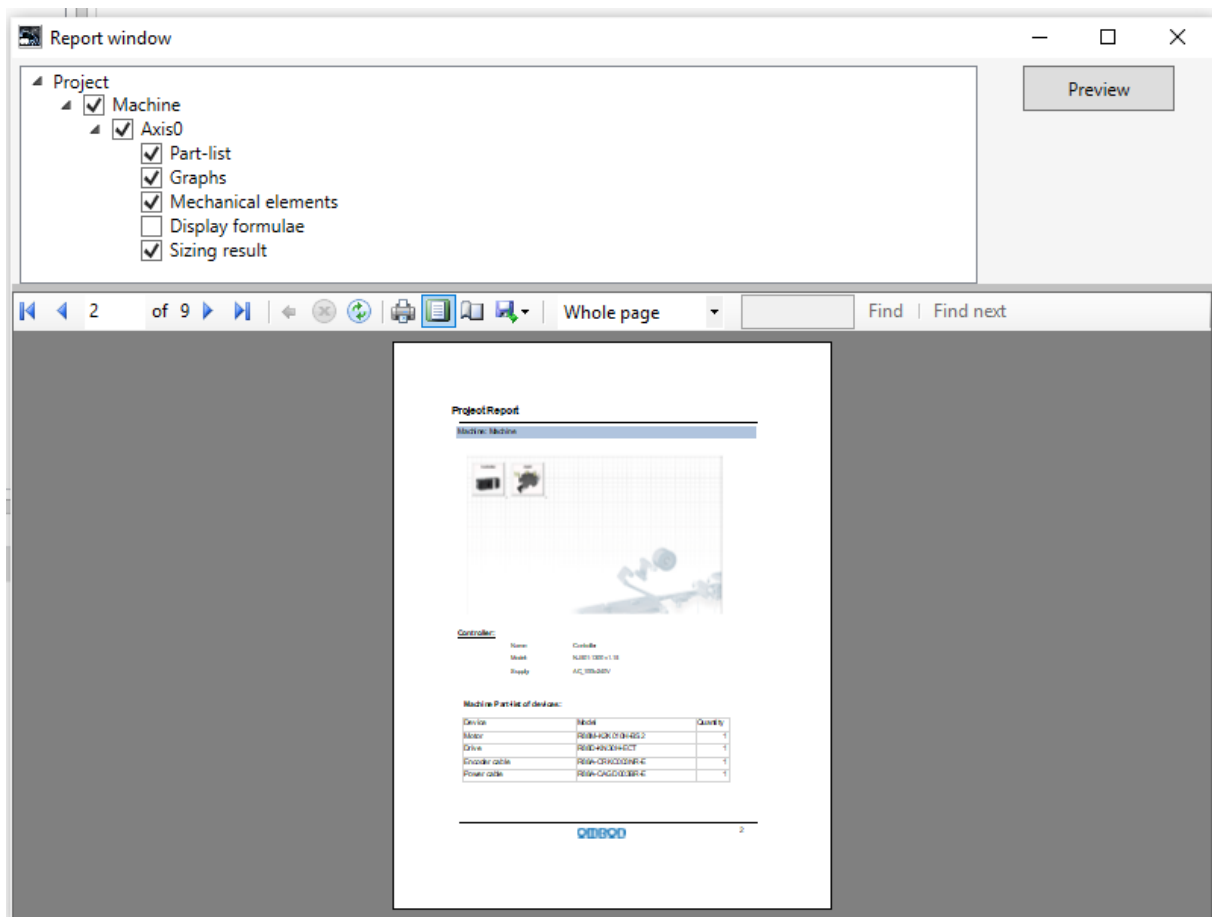 Report window
Project
Machine
Axis0
Part-list
Graphs
Mechanical elements
Display formulae
Sizing result
Preview
2 of 9 Whole page Find Find next
Project Report
Machine: Machine
Controller:
Name Controller
Model
Supply
Machine Part-list of devices:
Device Model Quantity
Motor 1
Drive 1
Encoder cable 1
Power cable 1
OMRON 2